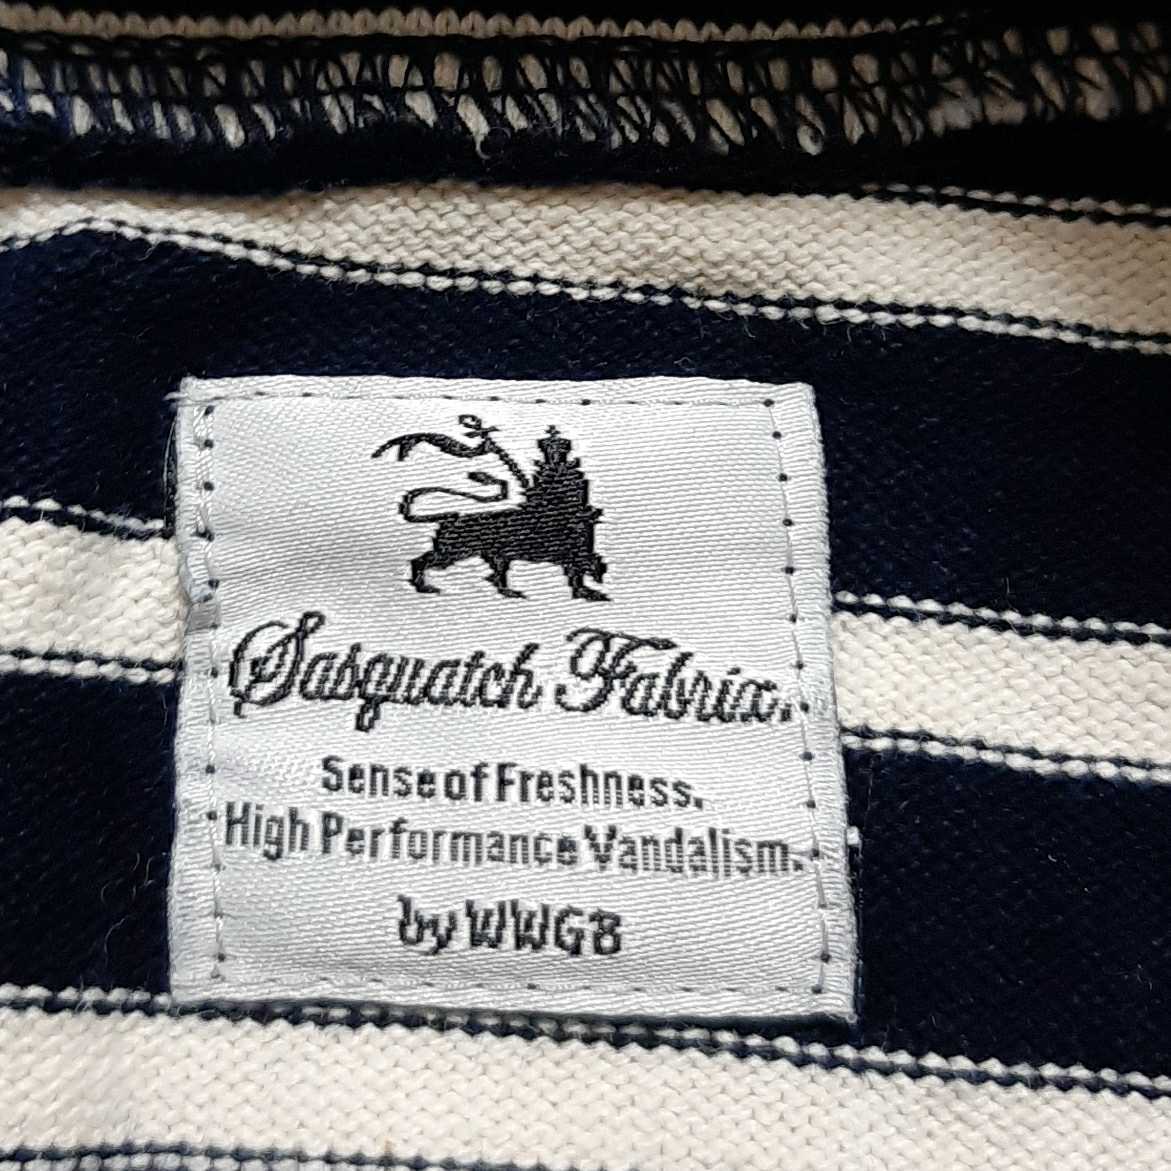 Sasquatch Fabrix.
Sense of Freshness.
High Performance Vandalism.
by WWGB